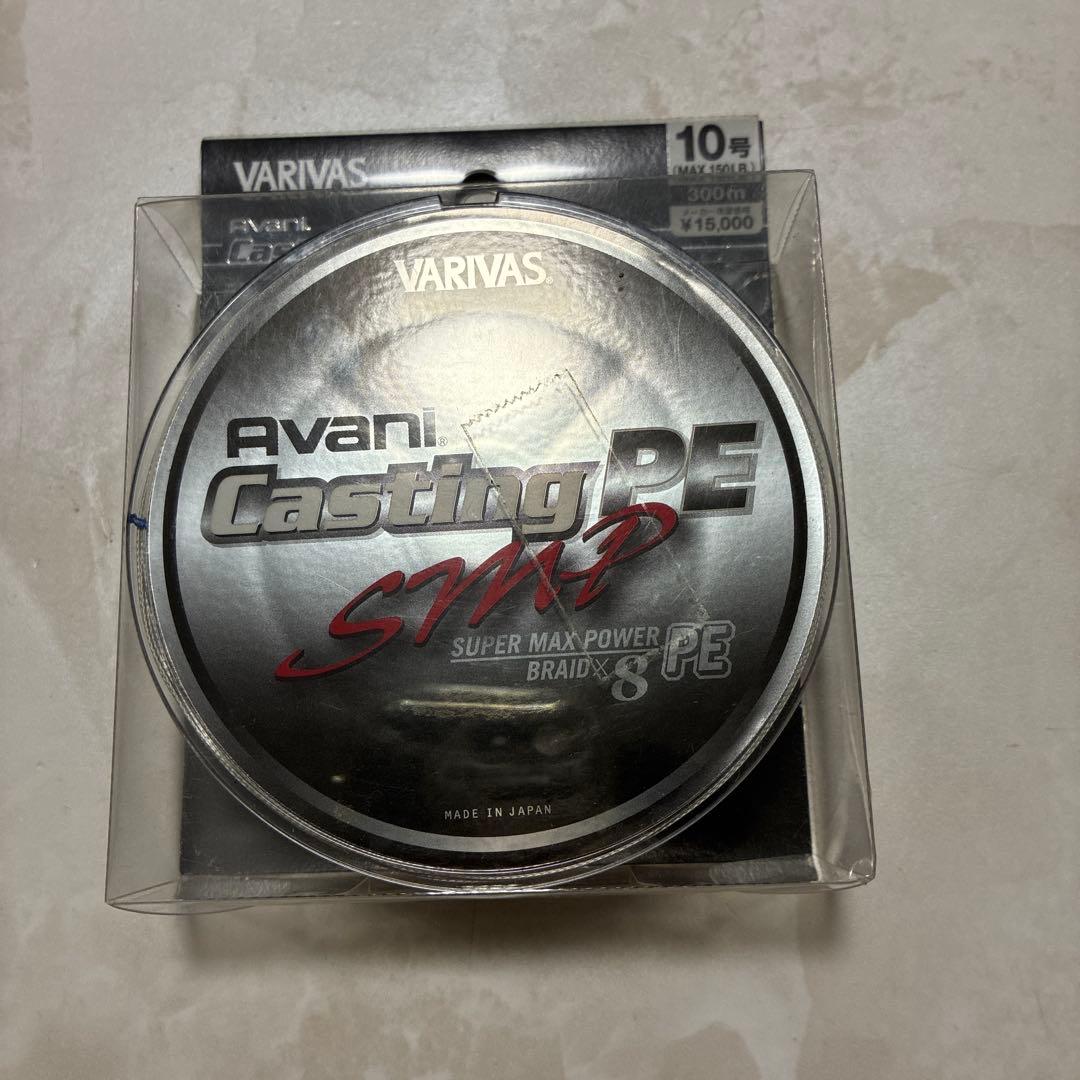 VARIVAS
10号
(MAX 150LB.)
300m
¥15,000
Avani
VARIVAS®
Avani®
Casting PE
SMP
SUPER MAX POWER
BRAID×8 PE
MADE IN JAPAN